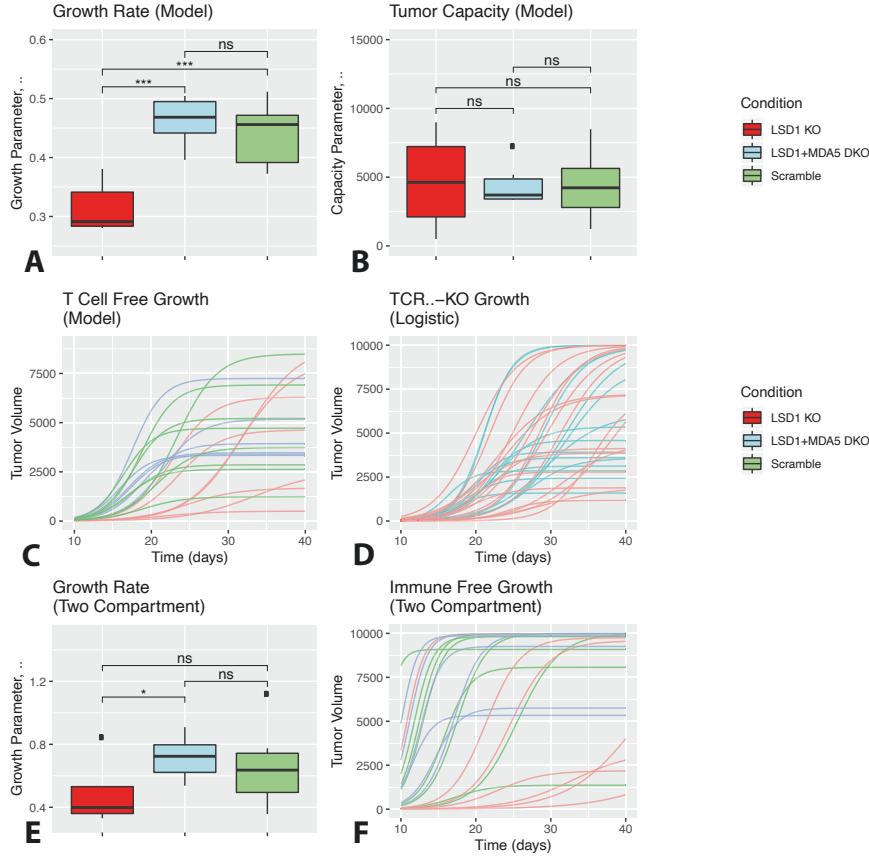 Growth Rate (Model)
0.6
0.5
0.4
0.3
Growth Parameter, ..
ns
***
***
A
Tumor Capacity (Model)
15000
10000
5000
0
Capacity Parameter, ..
ns
ns
ns
B
Condition
LSD1 KO
LSD1+MDA5 DKO
Scramble
T Cell Free Growth
(Model)
7500
5000
2500
0
Tumor Volume
10
20
30
40
Time (days)
C
TCR..-KO Growth
(Logistic)
10000
7500
5000
2500
0
Tumor Volume
10
20
30
40
Time (days)
D
Condition
LSD1 KO
LSD1+MDA5 DKO
Scramble
Growth Rate
(Two Compartment)
1.2
0.8
0.4
Growth Parameter, ..
ns
ns
*
E
Immune Free Growth
(Two Compartment)
10000
7500
5000
2500
0
Tumor Volume
10
20
30
40
Time (days)
F